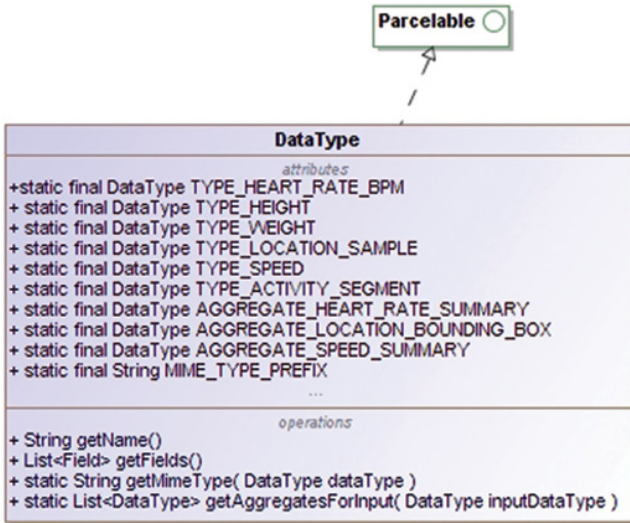 Parcelable
DataType
attributes
+static final DataType TYPE_HEART_RATE_BPM
+ static final DataType TYPE_HEIGHT
+ static final DataType TYPE_WEIGHT
+ static final DataType TYPE_LOCATION_SAMPLE
+ static final DataType TYPE_SPEED
+ static final DataType TYPE_ACTIVITY_SEGMENT
+ static final DataType AGGREGATE_HEART_RATE_SUMMARY
+ static final DataType AGGREGATE_LOCATION_BOUNDING_BOX
+ static final DataType AGGREGATE_SPEED_SUMMARY
+ static final String MIME_TYPE_PREFIX
...
operations
+ String getName()
+ List<Field> getFields()
+ static String getMimeType( DataType dataType )
+ static List<DataType> getAggregatesForInput( DataType inputDataType )